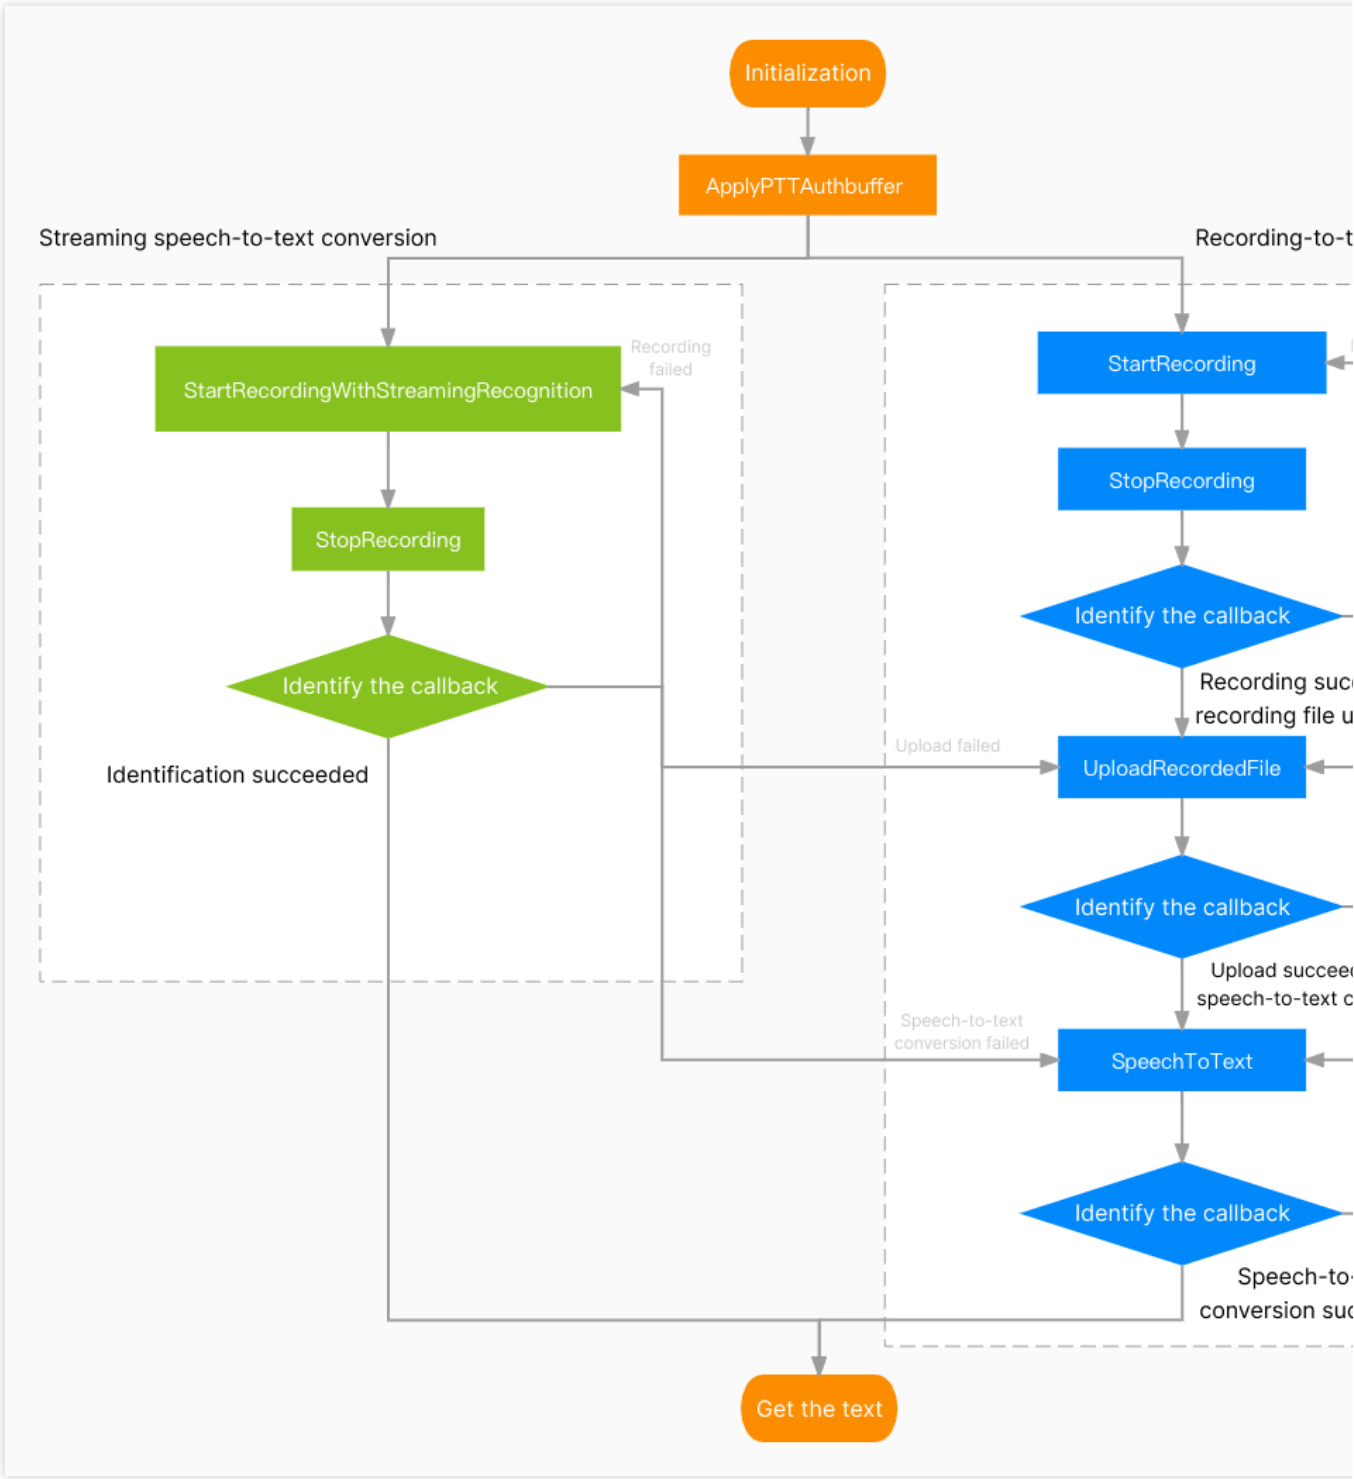 Initialization
ApplyPTTAuthbuffer
Streaming speech-to-text conversion
Recording-to-t
StartRecordingWithStreamingRecognition
Recording
failed
StartRecording
StopRecording
StopRecording
Identify the callback
Identify the callback
Recording suc
recording file u
Identification succeeded
Upload failed
UploadRecordedFile
Identify the callback
Upload succeed
speech-to-text c
Speech-to-text
conversion failed
SpeechToText
Identify the callback
Speech-to-
conversion suc
Get the text